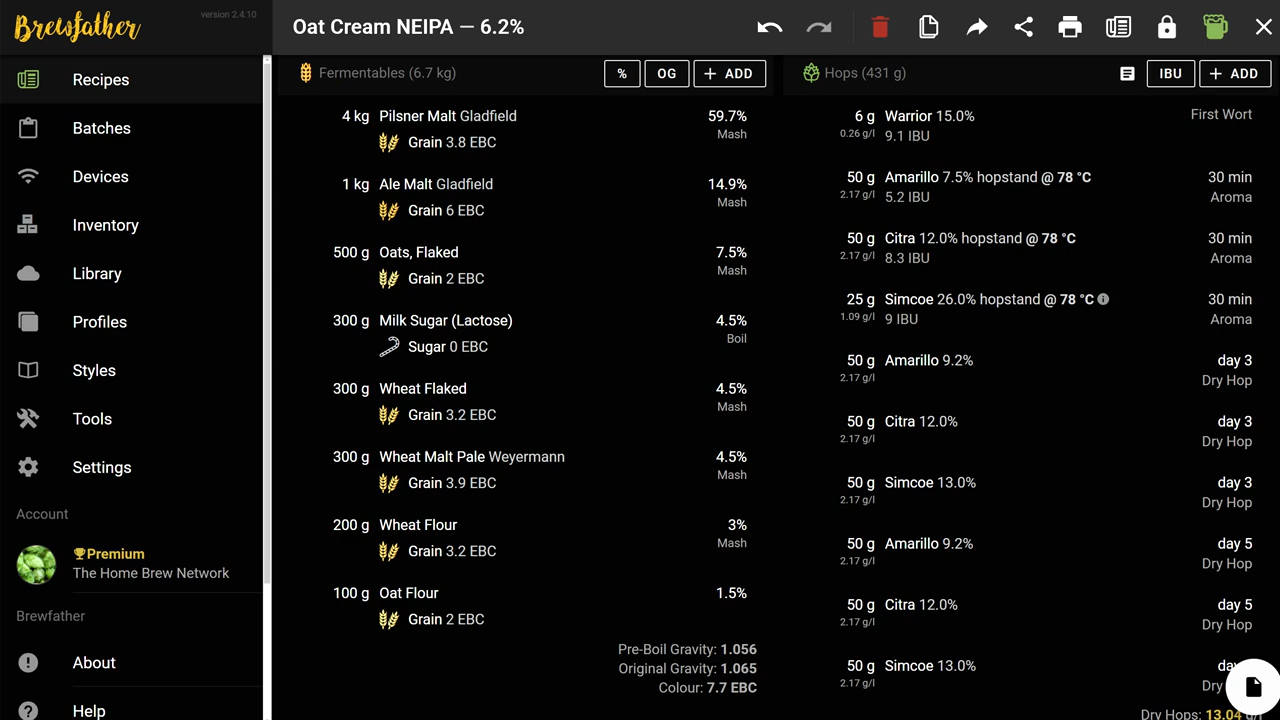 Brewfather
version 2.4.10
Oat Cream NEIPA — 6.2%
Recipes
Batches
Devices
Inventory
Library
Profiles
Styles
Tools
Settings
Account
Premium
The Home Brew Network
Brewfather
About
Help
Fermentables (6.7 kg)
%
OG
+ ADD
4 kg Pilsner Malt Gladfield 59.7%
Grain 3.8 EBC Mash
1 kg Ale Malt Gladfield 14.9%
Grain 6 EBC Mash
500 g Oats, Flaked 7.5%
Grain 2 EBC Mash
300 g Milk Sugar (Lactose) 4.5%
Sugar 0 EBC Boil
300 g Wheat Flaked 4.5%
Grain 3.2 EBC Mash
300 g Wheat Malt Pale Weyermann 4.5%
Grain 3.9 EBC Mash
200 g Wheat Flour 3%
Grain 3.2 EBC Mash
100 g Oat Flour 1.5%
Grain 2 EBC
Pre-Boil Gravity: 1.056
Original Gravity: 1.065
Colour: 7.7 EBC
Hops (431 g)
IBU
+ ADD
6 g Warrior 15.0% First Wort
0.26 g/l 9.1 IBU
50 g Amarillo 7.5% hopstand @ 78 °C 30 min
2.17 g/l 5.2 IBU Aroma
50 g Citra 12.0% hopstand @ 78 °C 30 min
2.17 g/l 8.3 IBU Aroma
25 g Simcoe 26.0% hopstand @ 78 °C 30 min
1.09 g/l 9 IBU Aroma
50 g Amarillo 9.2% day 3
2.17 g/l Dry Hop
50 g Citra 12.0% day 3
2.17 g/l Dry Hop
50 g Simcoe 13.0% day 3
2.17 g/l Dry Hop
50 g Amarillo 9.2% day 5
2.17 g/l Dry Hop
50 g Citra 12.0% day 5
2.17 g/l Dry Hop
50 g Simcoe 13.0%
2.17 g/l Dry
Dry Hops: 13.04